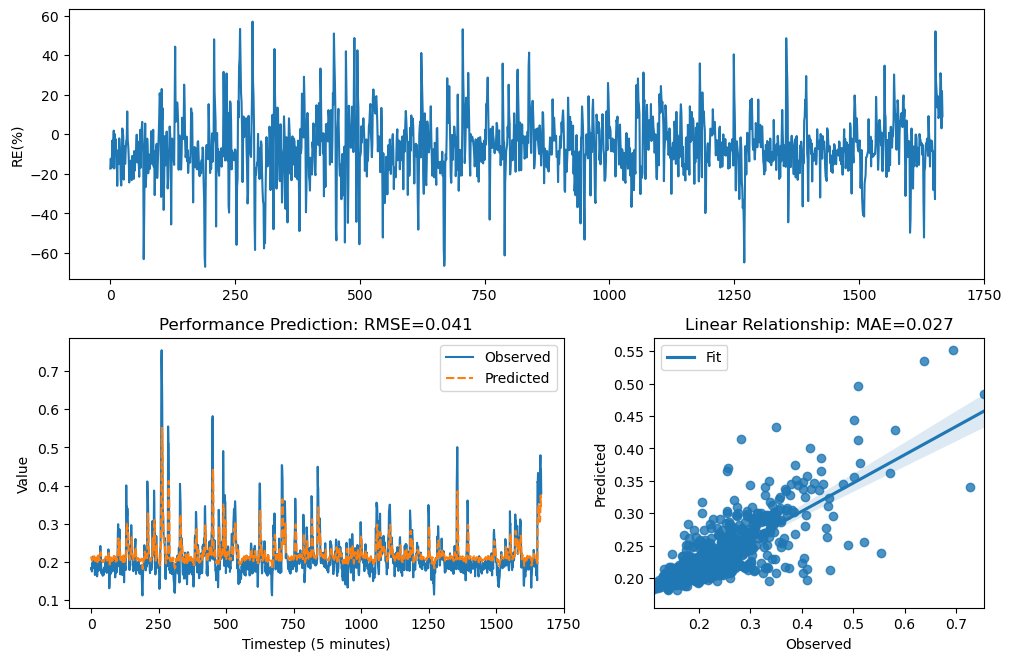 60
40
20
0
−20
−40
−60
RE(%)
0 250 500 750 1000 1250 1500 1750
Performance Prediction: RMSE=0.041
Observed
Predicted
0.7
0.6
0.5
0.4
0.3
0.2
0.1
Value
0 250 500 750 1000 1250 1500 1750
Timestep (5 minutes)
Linear Relationship: MAE=0.027
Fit
0.55
0.50
0.45
0.40
0.35
0.30
0.25
0.20
Predicted
0.2 0.3 0.4 0.5 0.6 0.7
Observed